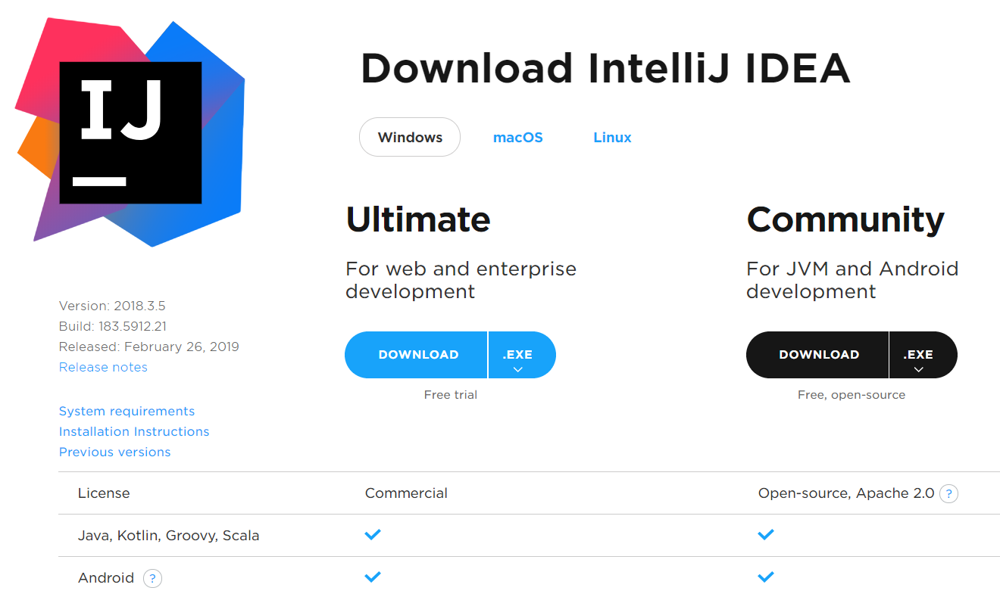 IJ
Download IntelliJ IDEA
Windows macOS Linux
Ultimate
For web and enterprise
development
DOWNLOAD .EXE
Free trial
Community
For JVM and Android
development
DOWNLOAD .EXE
Free, open-source
Version: 2018.3.5
Build: 183.5912.21
Released: February 26, 2019
Release notes
System requirements
Installation Instructions
Previous versions
License Commercial Open-source, Apache 2.0 ?
Java, Kotlin, Groovy, Scala
Android ?